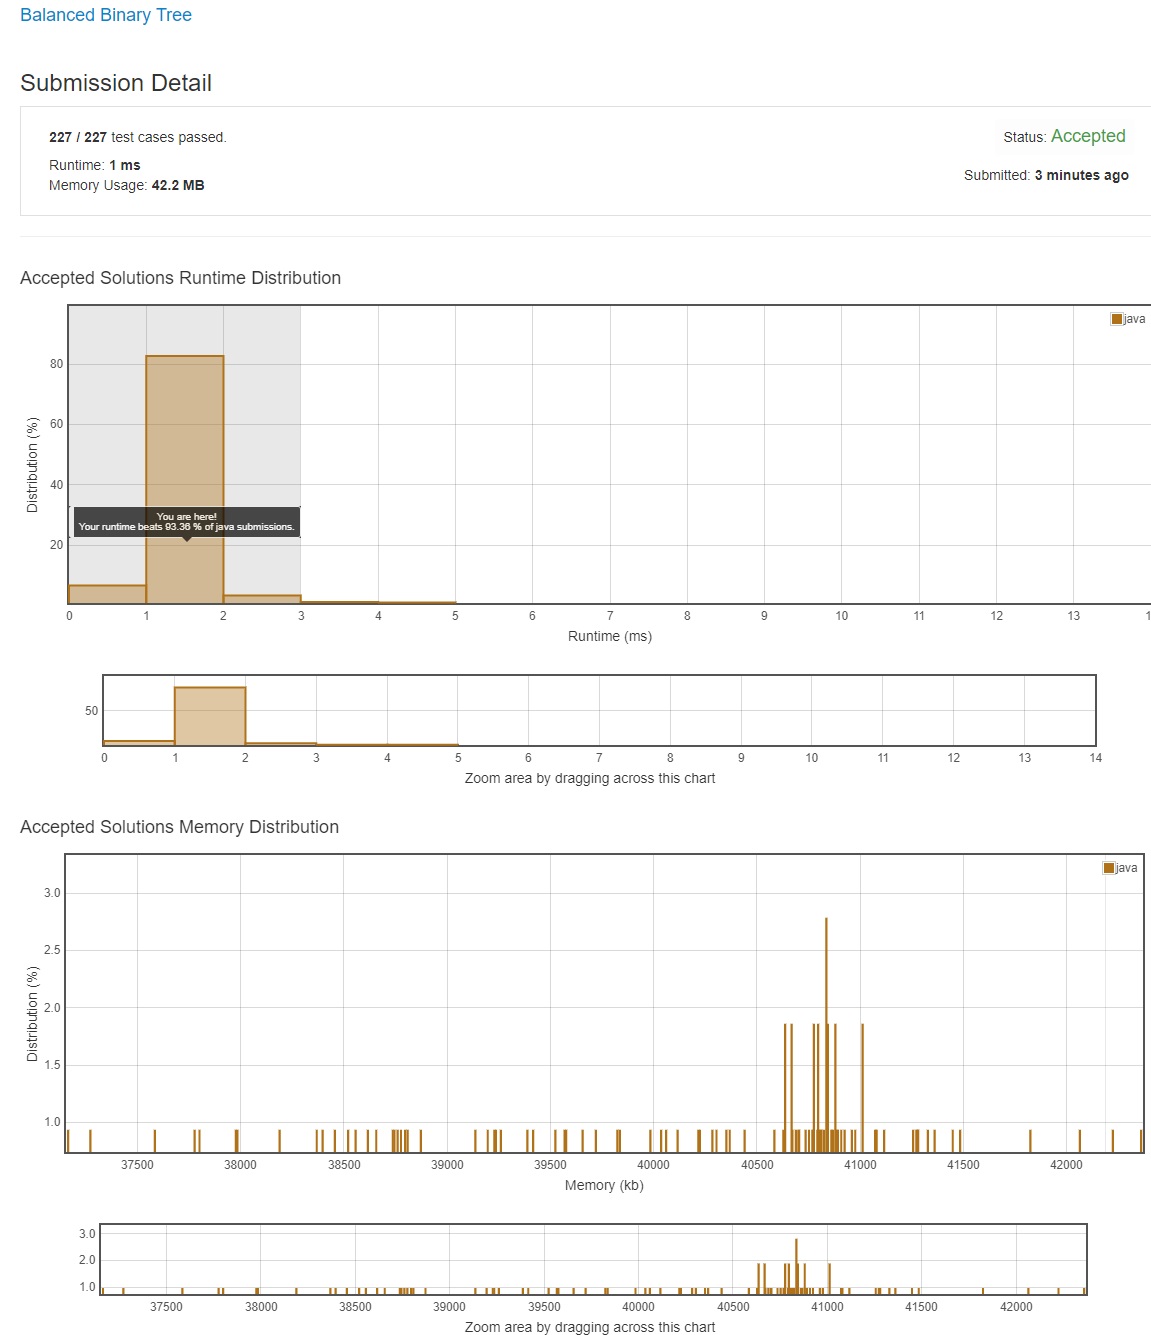 Balanced Binary Tree
Submission Detail
227 / 227 test cases passed.
Status: Accepted
Runtime: 1 ms
Memory Usage: 42.2 MB
Submitted: 3 minutes ago
Accepted Solutions Runtime Distribution
java
80
60
40
20
Distribution (%)
You are here!
Your runtime beats 93.36 % of java submissions.
0 1 2 3 4 5 6 7 8 9 10 11 12 13 1
Runtime (ms)
50
0 1 2 3 4 5 6 7 8 9 10 11 12 13 14
Zoom area by dragging across this chart
Accepted Solutions Memory Distribution
java
3.0
2.5
2.0
1.5
1.0
Distribution (%)
37500 38000 38500 39000 39500 40000 40500 41000 41500 42000
Memory (kb)
3.0
2.0
1.0
37500 38000 38500 39000 39500 40000 40500 41000 41500 42000
Zoom area by dragging across this chart